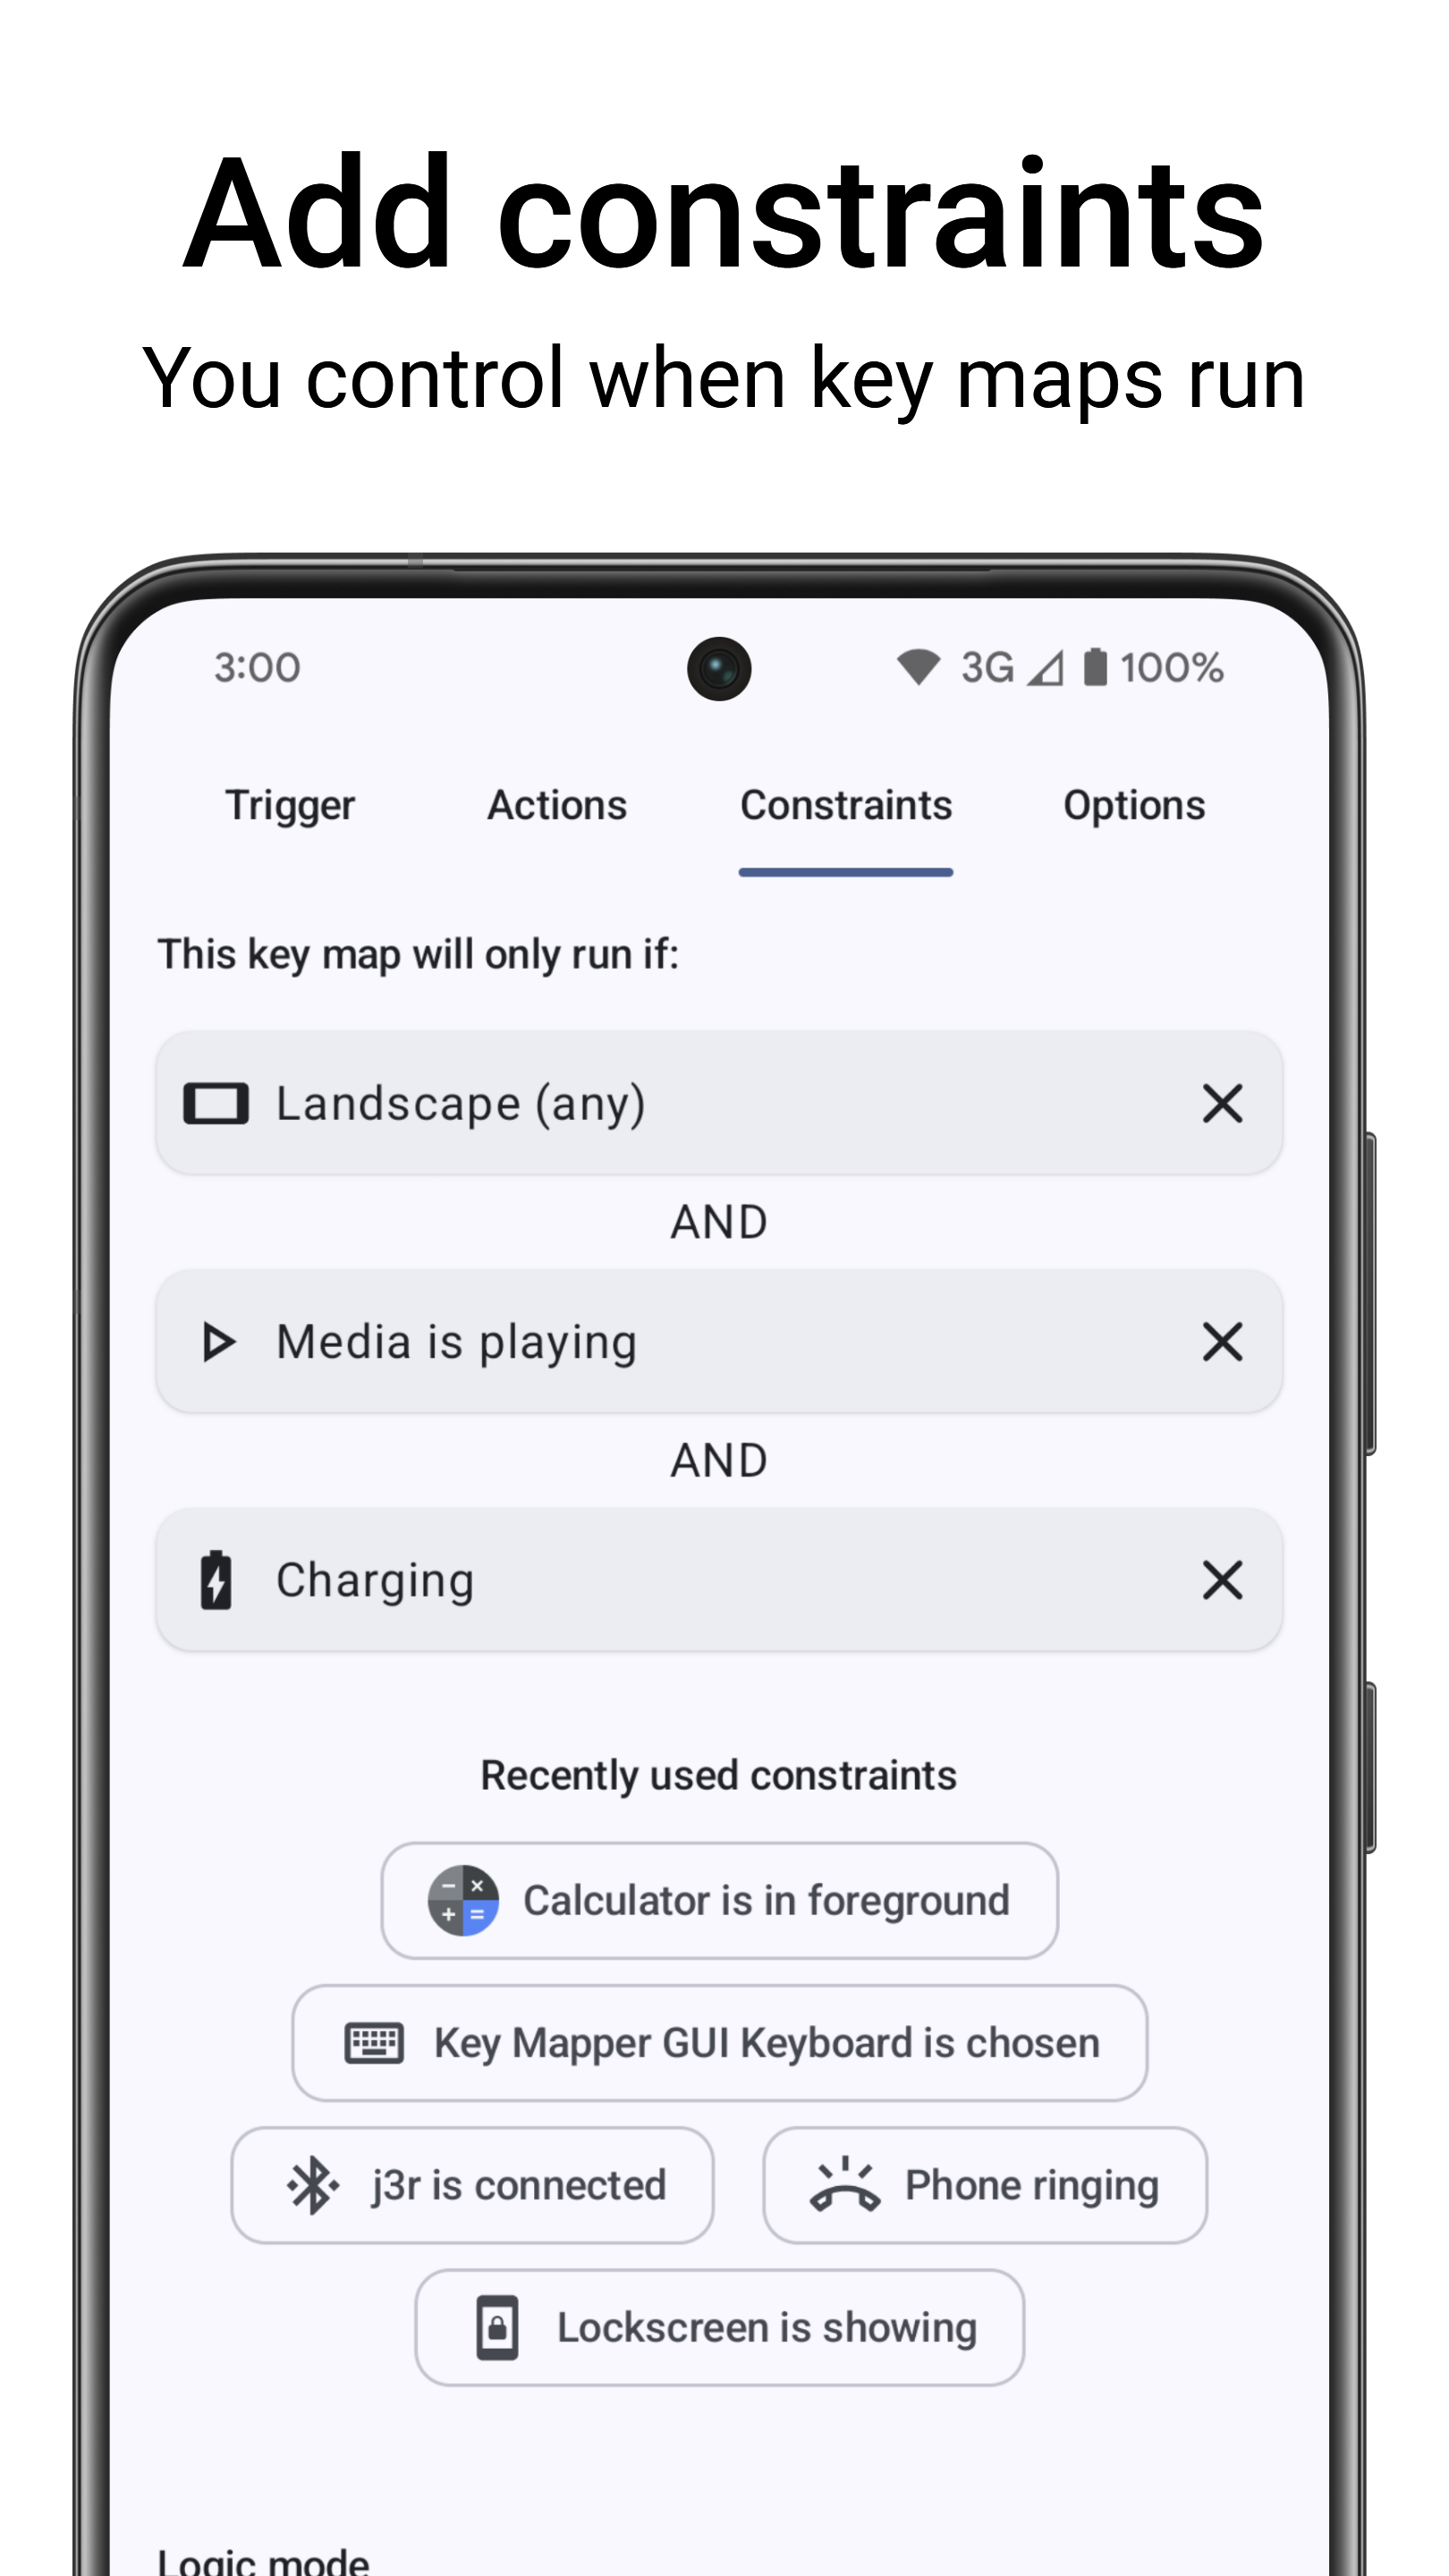 Add constraints
You control when key maps run
3:00 3G 100%
Trigger Actions Constraints Options
This key map will only run if:
Landscape (any)
AND
Media is playing
AND
Charging
Recently used constraints
Calculator is in foreground
Key Mapper GUI Keyboard is chosen
j3r is connected Phone ringing
Lockscreen is showing
Logic mode